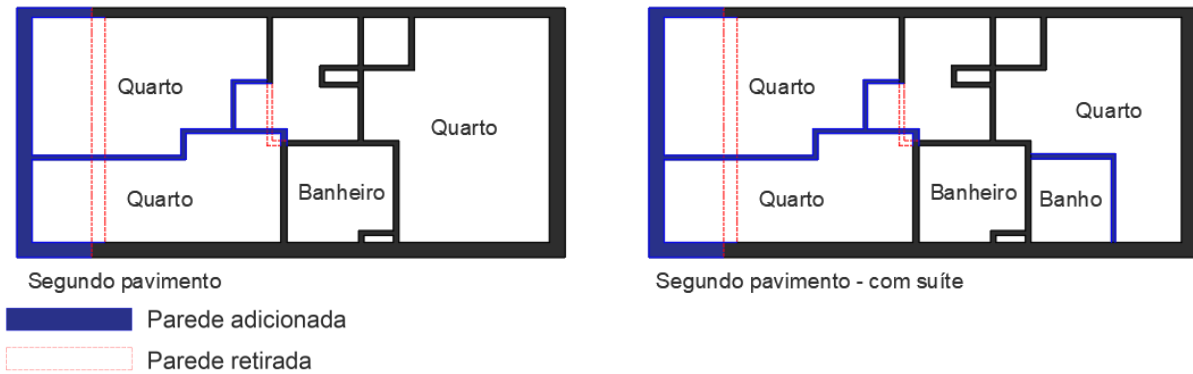 Quarto
Quarto
Quarto
Banheiro
Segundo pavimento
Quarto
Quarto
Quarto
Banheiro
Banho
Segundo pavimento - com suíte
Parede adicionada
Parede retirada